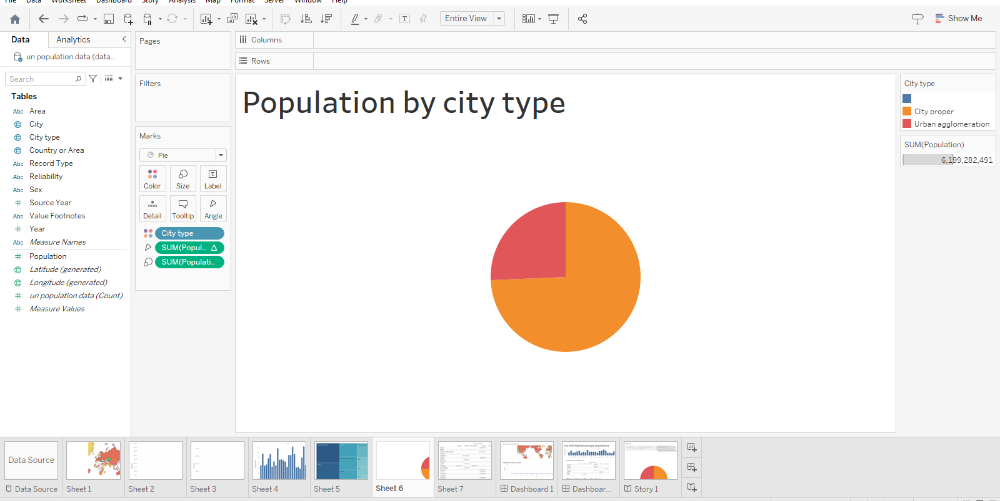 File Data Worksheet Dashboard Story Analysis Map Format Server Window Help
Entire View
Show Me
Data Analytics
un population data (data...
Search
Tables
Abc Area
City
City type
Country or Area
Abc Record Type
Abc Reliability
Abc Sex
# Source Year
Abc Value Footnotes
# Year
Abc Measure Names
# Population
Latitude (generated)
Longitude (generated)
# un population data (Count)
# Measure Values
Pages
Filters
Marks
Pie
Color Size Label
Detail Tooltip Angle
City type
SUM(Popul.. Δ
SUM(Populati..
Columns
Rows
Population by city type
City type
City proper
Urban agglomeration
SUM(Population)
6,199,282,491
Data Source
Data Source
Sheet 1
Sheet 2
Sheet 3
Sheet 4
Sheet 5
Sheet 6
Sheet 7
Dashboard 1
Dashboar...
Story 1
city with highest average populations